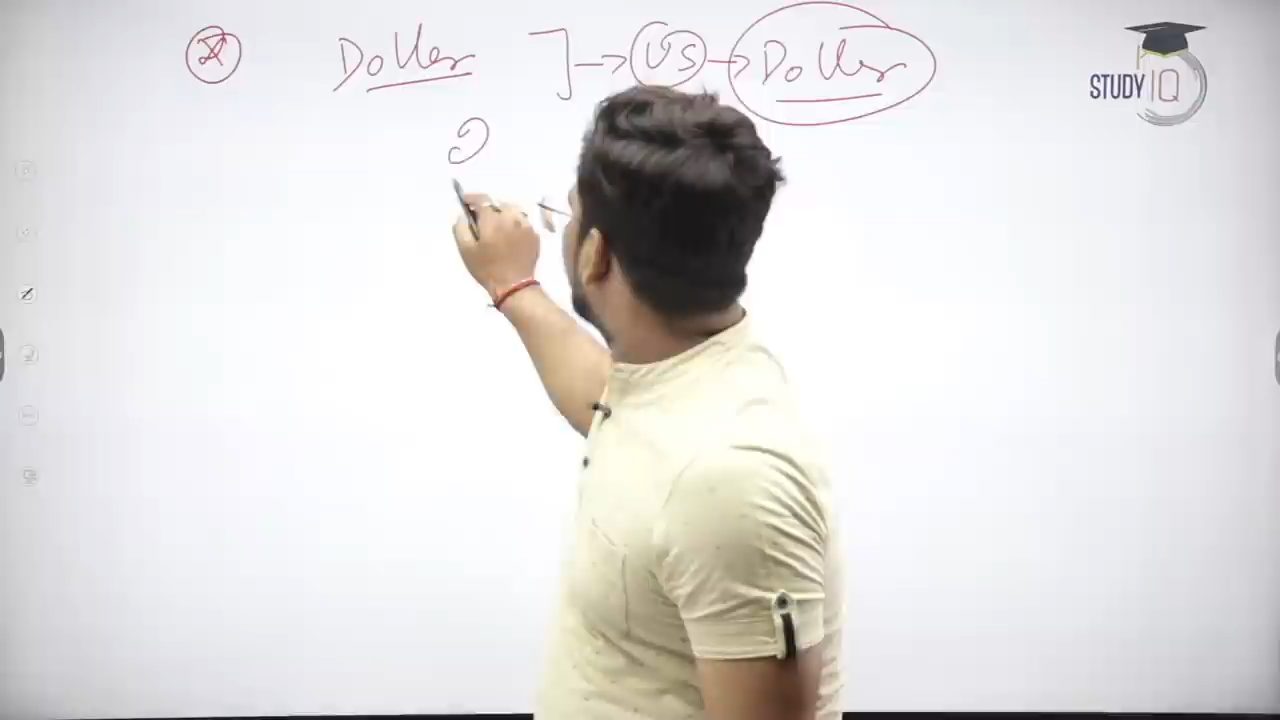 Doller ] → US → Doller
STUDY IQ